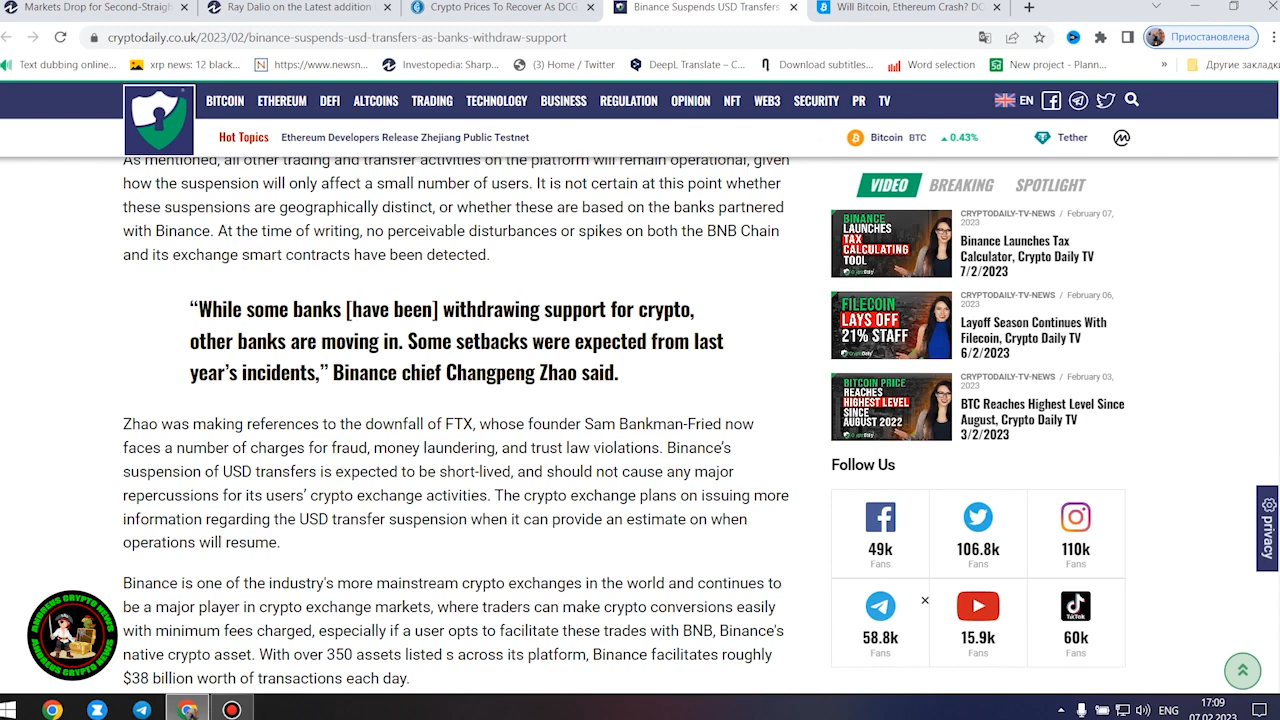 Markets Drop for Second-Straigh
Ray Dalio on the Latest addition t
Crypto Prices To Recover As DCG
Binance Suspends USD Transfers
Will Bitcoin, Ethereum Crash? DC
cryptodaily.co.uk/2023/02/binance-suspends-usd-transfers-as-banks-withdraw-support
Приостановлена
Text dubbing online...
xrp news: 12 black...
https://www.newsn...
Investopedia: Sharp...
(3) Home / Twitter
DeepL Translate – C...
Download subtitles...
Word selection
New project - Plann...
»
Другие закладки
BITCOIN ETHEREUM DEFI ALTCOINS TRADING TECHNOLOGY BUSINESS REGULATION OPINION NFT WEB3 SECURITY PR TV
EN
Hot Topics
Ethereum Developers Release Zhejiang Public Testnet
Bitcoin BTC 0.43%
Tether
As mentioned, all other trading and transfer activities on the platform will remain operational, given
how the suspension will only affect a small number of users. It is not certain at this point whether
these suspensions are geographically distinct, or whether these are based on the banks partnered
with Binance. At the time of writing, no perceivable disturbances or spikes on both the BNB Chain
and its exchange smart contracts have been detected.
“While some banks [have been] withdrawing support for crypto,
other banks are moving in. Some setbacks were expected from last
year’s incidents,” Binance chief Changpeng Zhao said.
Zhao was making references to the downfall of FTX, whose founder Sam Bankman-Fried now
faces a number of charges for fraud, money laundering, and trust law violations. Binance’s
suspension of USD transfers is expected to be short-lived, and should not cause any major
repercussions for its users’ crypto exchange activities. The crypto exchange plans on issuing more
information regarding the USD transfer suspension when it can provide an estimate on when
operations will resume.
Binance is one of the industry's more mainstream crypto exchanges in the world and continues to
be a major player in crypto exchange markets, where traders can make crypto conversions easily
with minimum fees charged, especially if a user opts to facilitate these trades with BNB, Binance's
native crypto asset. With over 350 assets listed s across its platform, Binance facilitates roughly
$38 billion worth of transactions each day.
VIDEO BREAKING SPOTLIGHT
BINANCE
LAUNCHES
TAX
CALCULATING
TOOL
CRYPTODAILY-TV-NEWS / February 07,
2023
Binance Launches Tax
Calculator, Crypto Daily TV
7/2/2023
FILECOIN
LAYS OFF
21% STAFF
CRYPTODAILY-TV-NEWS / February 06,
2023
Layoff Season Continues With
Filecoin, Crypto Daily TV
6/2/2023
BITCOIN PRICE
REACHES
HIGHEST LEVEL
SINCE
AUGUST 2022
CRYPTODAILY-TV-NEWS / February 03,
2023
BTC Reaches Highest Level Since
August, Crypto Daily TV
3/2/2023
Follow Us
49k
Fans
106.8k
Fans
110k
Fans
58.8k
Fans
15.9k
Fans
TikTok
60k
Fans
privacy
ANDREUS CRYPTO NEWS
ANDREUS CRYPTO NEWS
ENG
17:09
07.02.2023